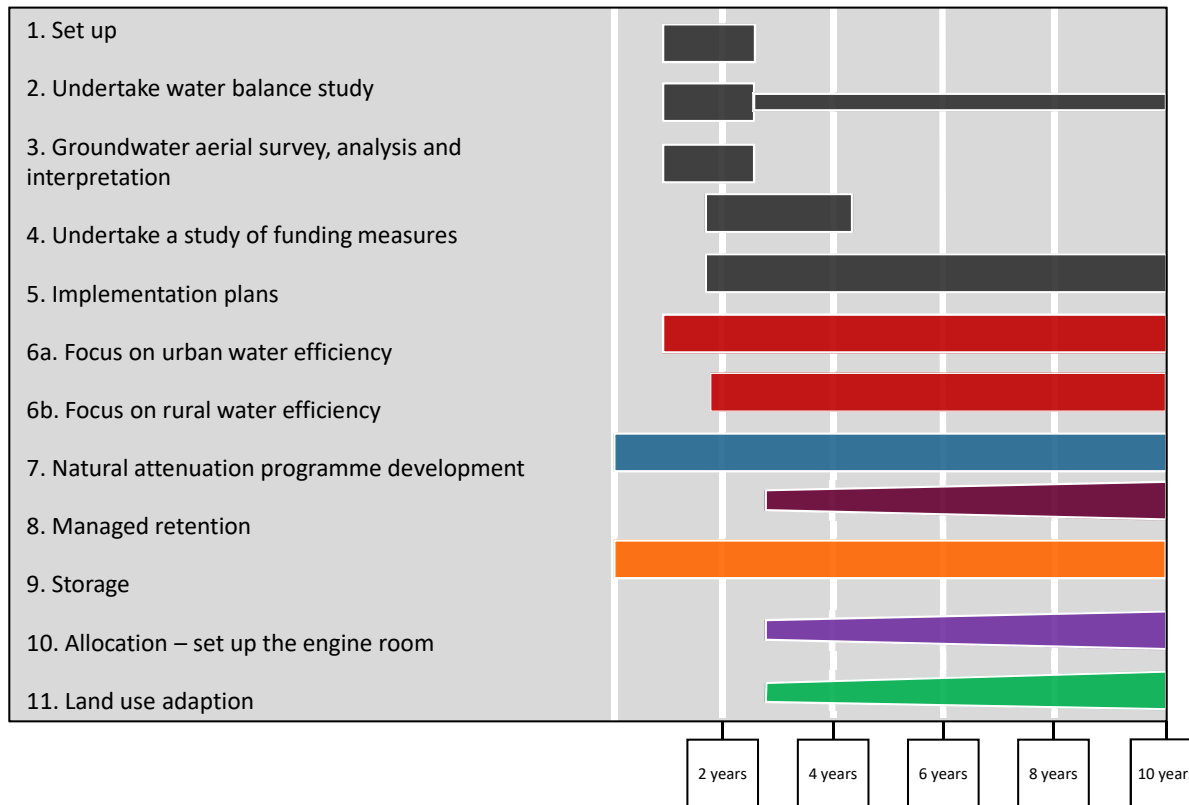 1. Set up
2. Undertake water balance study
3. Groundwater aerial survey, analysis and
interpretation
4. Undertake a study of funding measures
5. Implementation plans
6a. Focus on urban water efficiency
6b. Focus on rural water efficiency
7. Natural attenuation programme development
8. Managed retention
9. Storage
10. Allocation – set up the engine room
11. Land use adaption
2 years
4 years
6 years
8 years
10 year